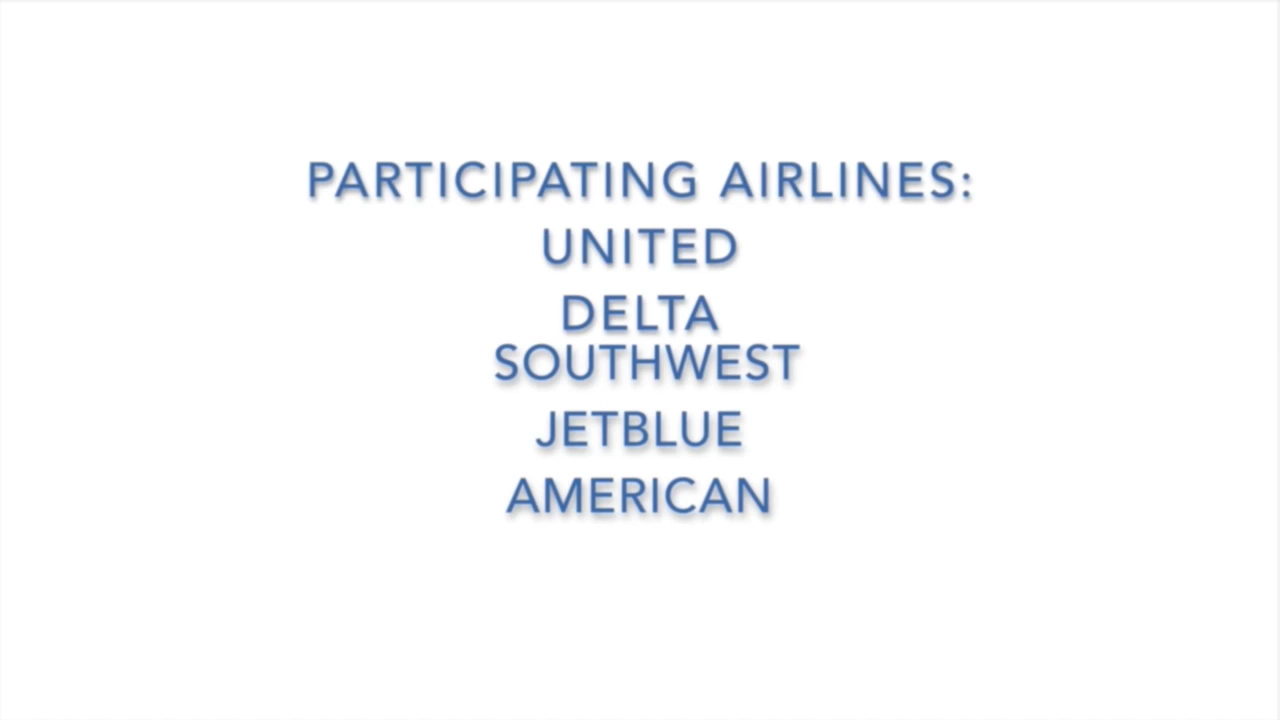 PARTICIPATING AIRLINES:
UNITED
DELTA
SOUTHWEST
JETBLUE
AMERICAN